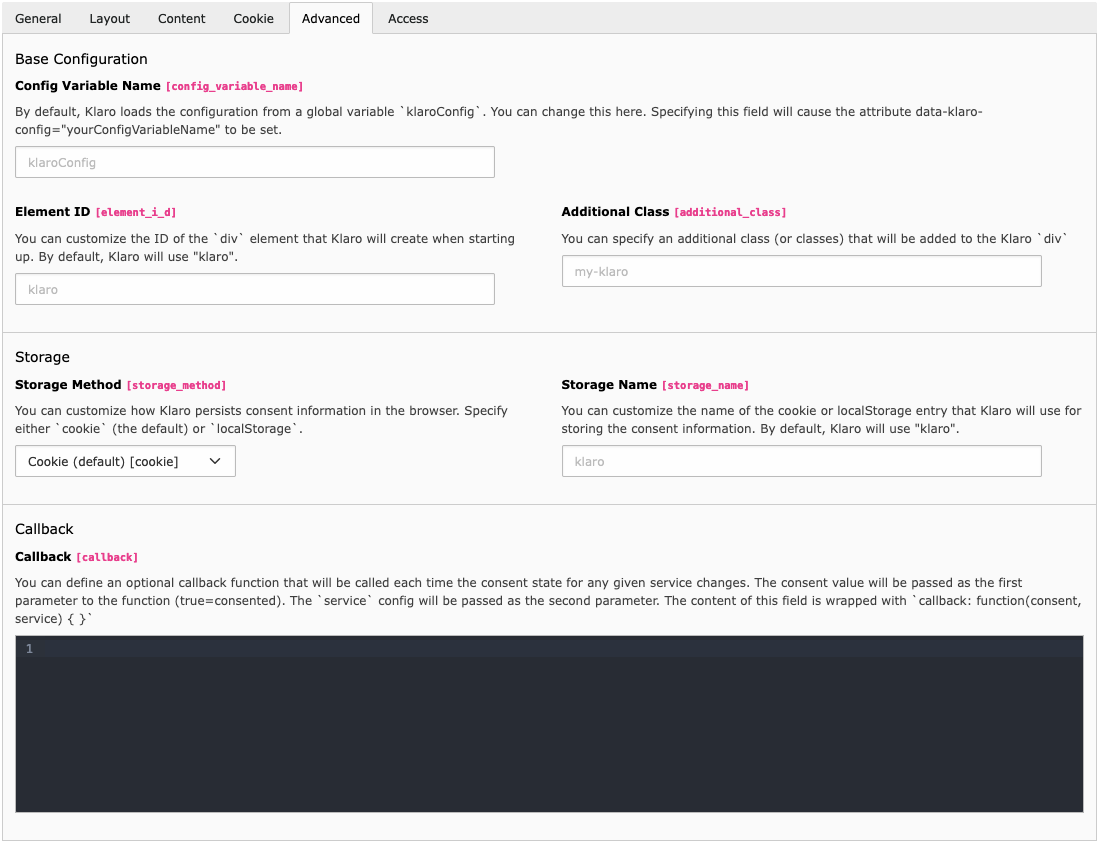 General Layout Content Cookie Advanced Access
Base Configuration
Config Variable Name [config_variable_name]
By default, Klaro loads the configuration from a global variable `klaroConfig`. You can change this here. Specifying this field will cause the attribute data-klaro-
config="yourConfigVariableName" to be set.
klaroConfig
Element ID [element_i_d]
You can customize the ID of the `div` element that Klaro will create when starting
up. By default, Klaro will use "klaro".
klaro
Additional Class [additional_class]
You can specify an additional class (or classes) that will be added to the Klaro `div`
my-klaro
Storage
Storage Method [storage_method]
You can customize how Klaro persists consent information in the browser. Specify
either `cookie` (the default) or `localStorage`.
Cookie (default) [cookie]
Storage Name [storage_name]
You can customize the name of the cookie or localStorage entry that Klaro will use for
storing the consent information. By default, Klaro will use "klaro".
klaro
Callback
Callback [callback]
You can define an optional callback function that will be called each time the consent state for any given service changes. The consent value will be passed as the first
parameter to the function (true=consented). The `service` config will be passed as the second parameter. The content of this field is wrapped with `callback: function(consent,
service) { }`
1